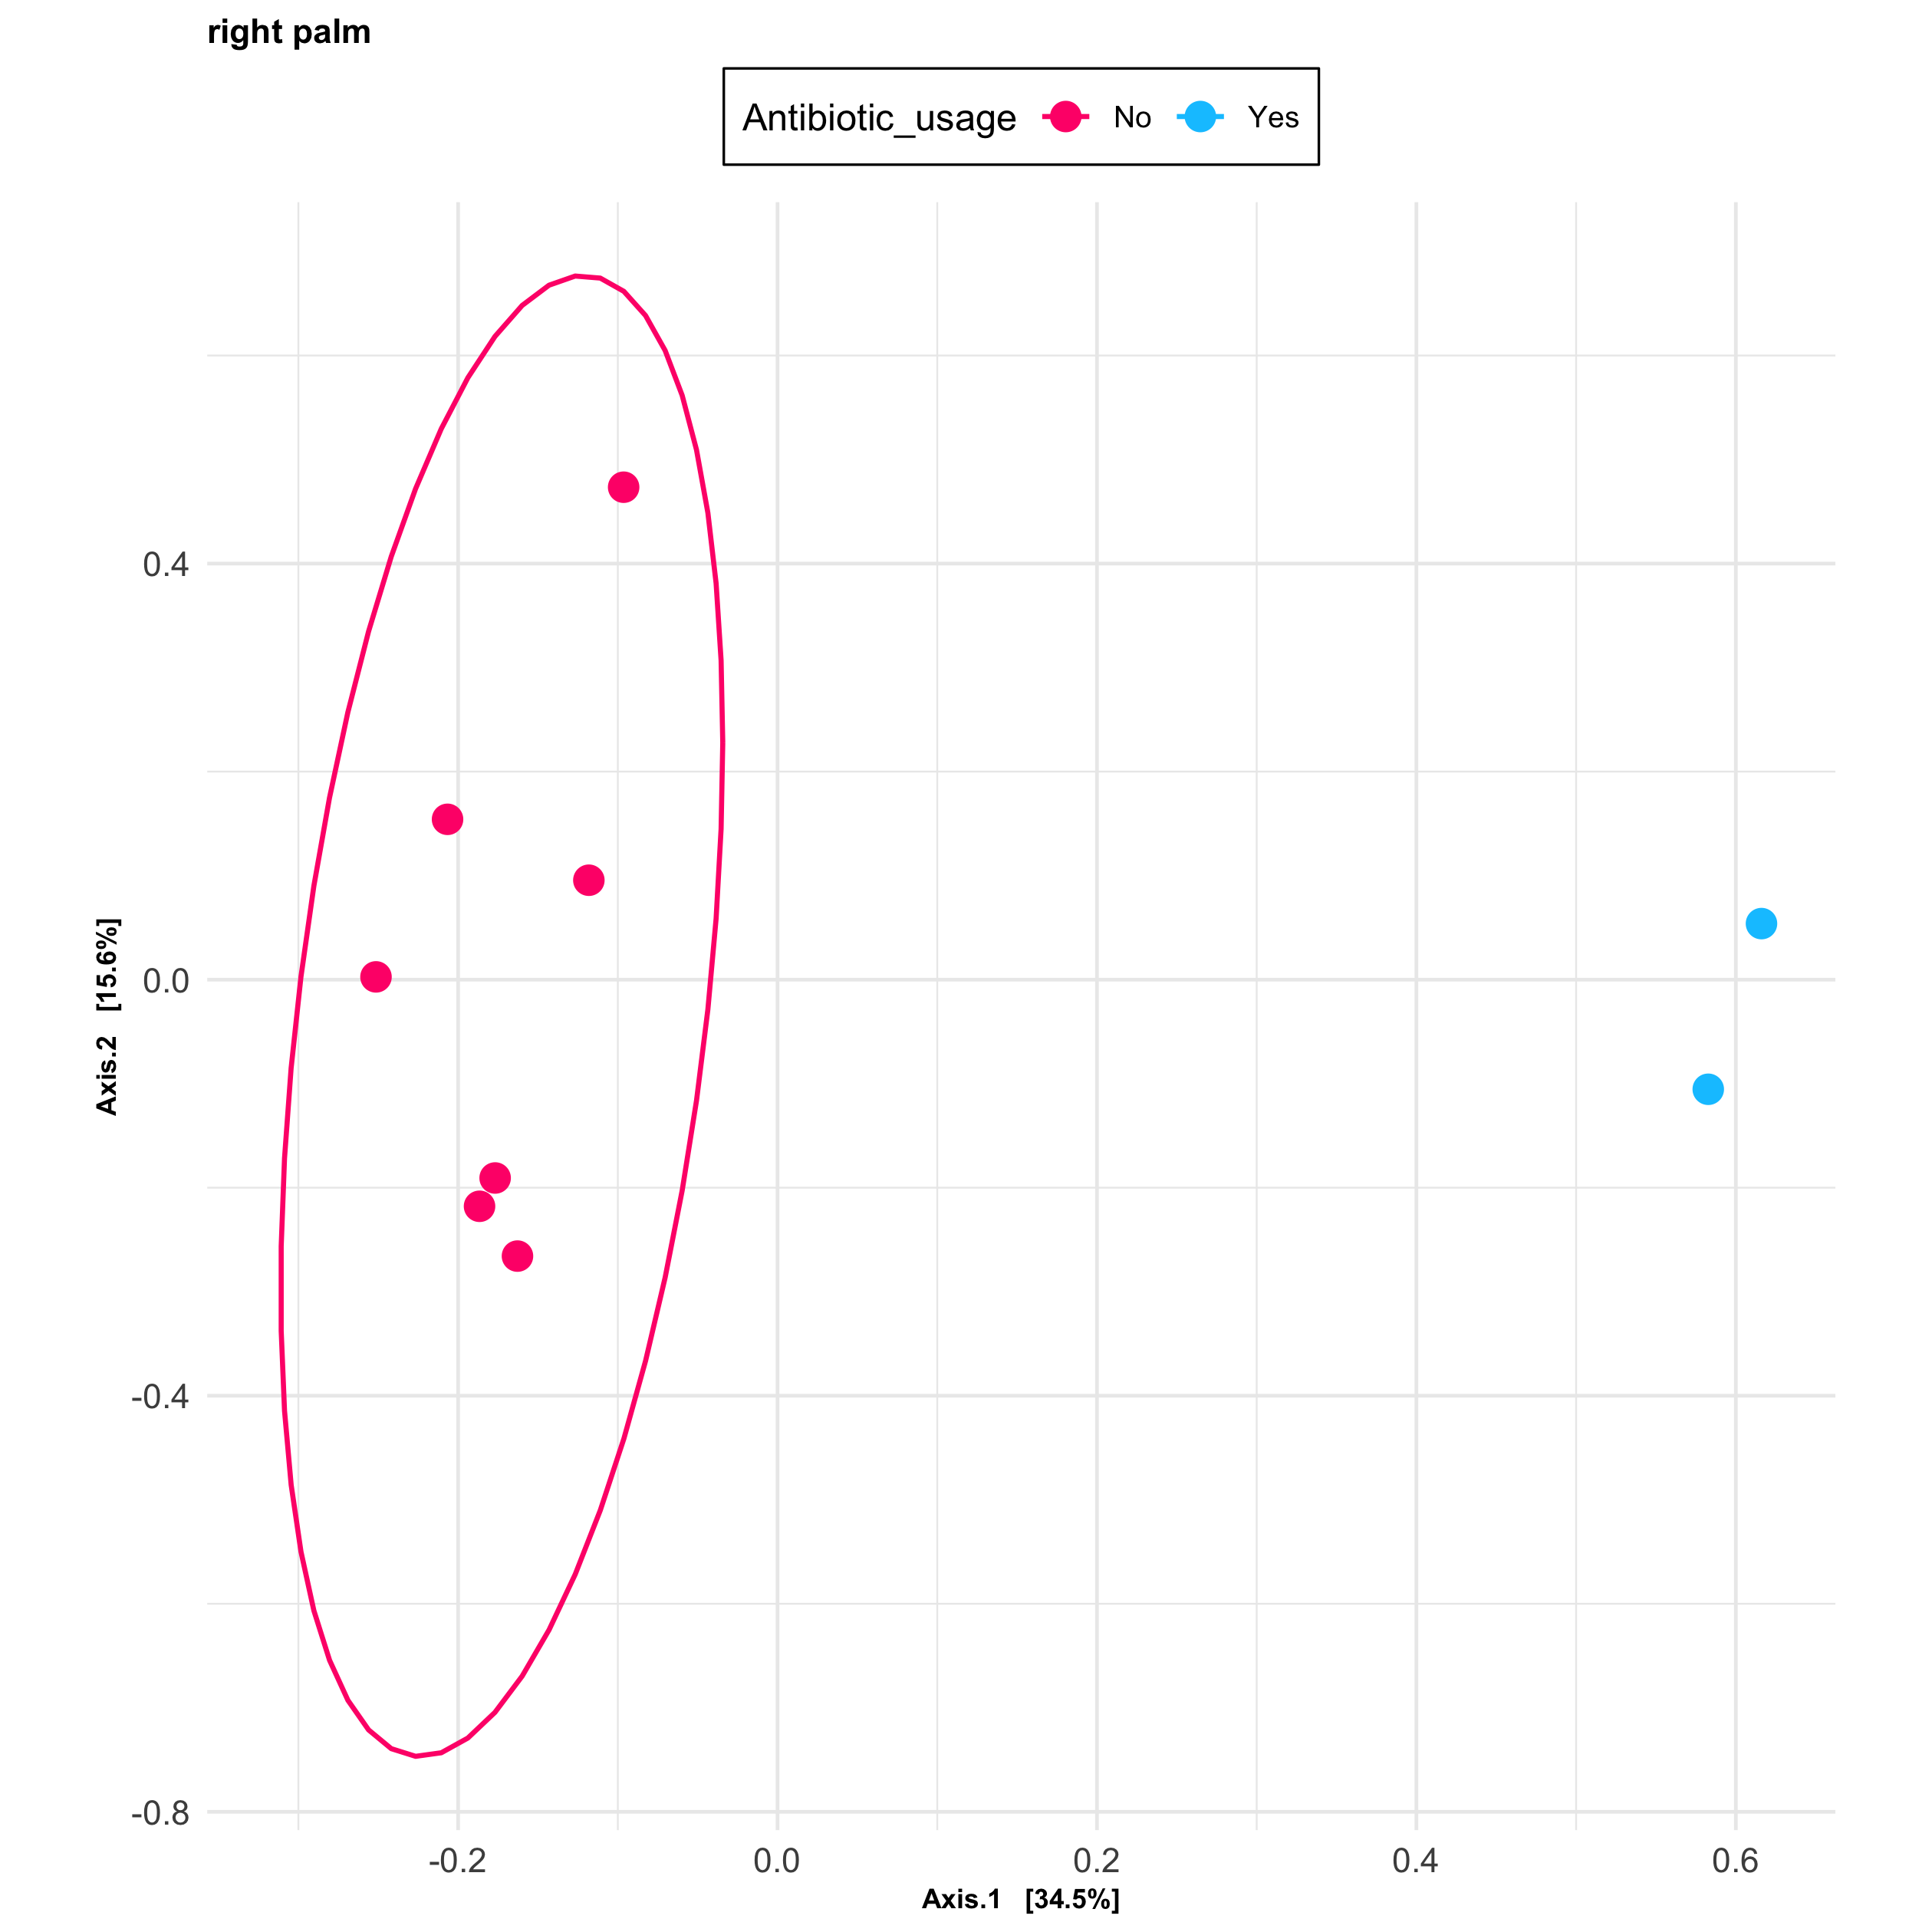 right palm
Antibiotic_usage No Yes
0.4
0.0
-0.4
-0.8
Axis.2 [15.6%]
-0.2 0.0 0.2 0.4 0.6
Axis.1 [34.5%]